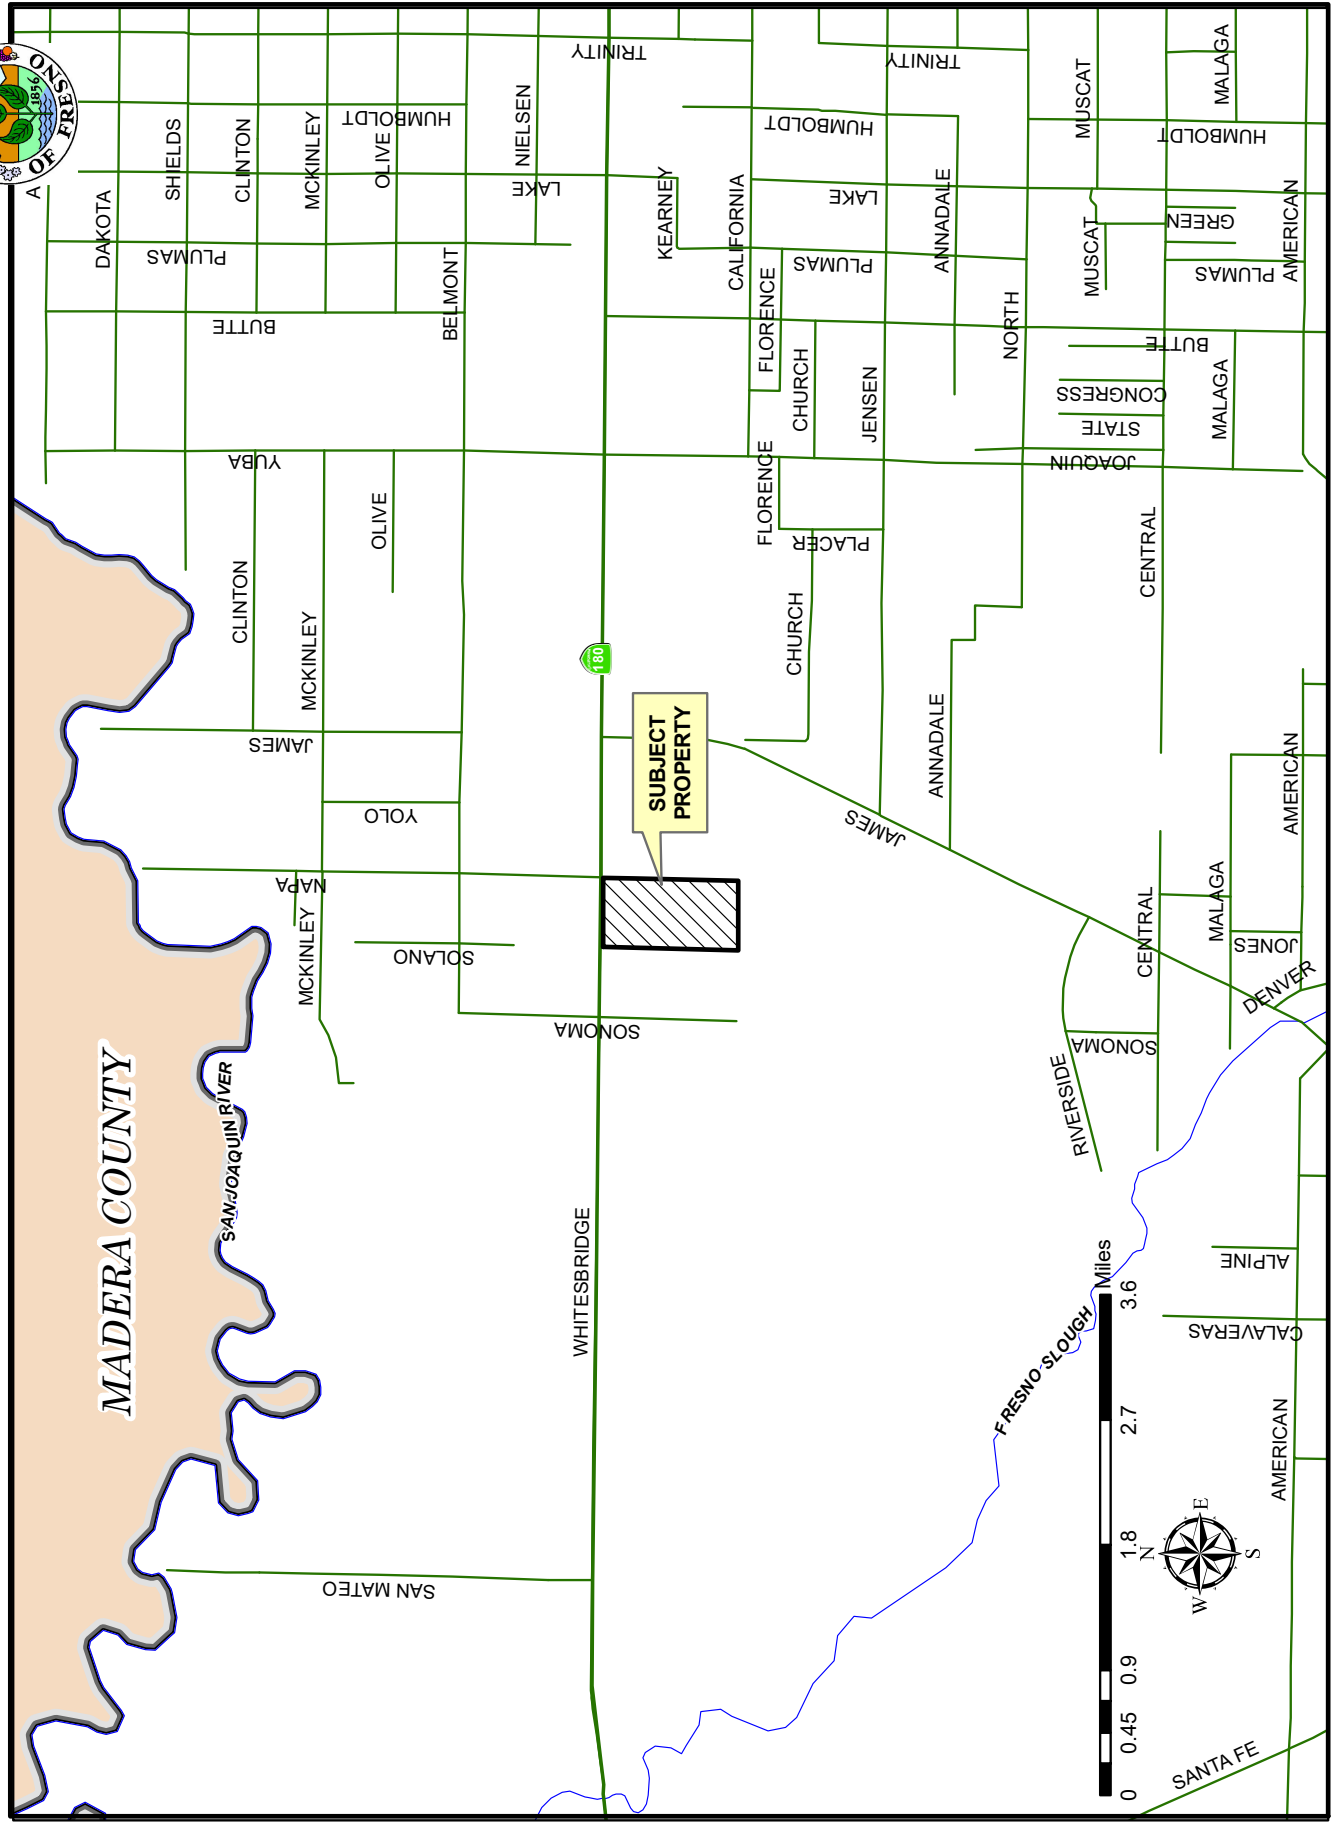 MADERA COUNTY
SAN JOAQUIN RIVER
FRESNO SLOUGH
OF FRESNO
1856
A
DAKOTA
SHIELDS
CLINTON
MCKINLEY
OLIVE
HUMBOLDT
NIELSEN
TRINITY
TRINITY
LAKE
PLUMAS
BUTTE
BELMONT
YUBA
KEARNEY
CALIFORNIA
HUMBOLDT
LAKE
ANNADALE
PLUMAS
FLORENCE
CHURCH
JENSEN
NORTH
MUSCAT
MALAGA
HUMBOLDT
GREEN
AMERICAN
MUSCAT
PLUMAS
BUTTE
CONGRESS
STATE
MALAGA
JOAQUIN
FLORENCE
PLACER
CHURCH
CENTRAL
OLIVE
CLINTON
MCKINLEY
JAMES
YOLO
NAPA
MCKINLEY
SOLANO
SONOMA
180
SUBJECT
PROPERTY
JAMES
ANNADALE
AMERICAN
MALAGA
CENTRAL
JONES
DENVER
SONOMA
RIVERSIDE
WHITESBRIDGE
SAN MATEO
ALPINE
CALAVERAS
AMERICAN
SANTA FE
0 0.45 0.9 1.8 2.7 3.6
Miles
N
W E
S